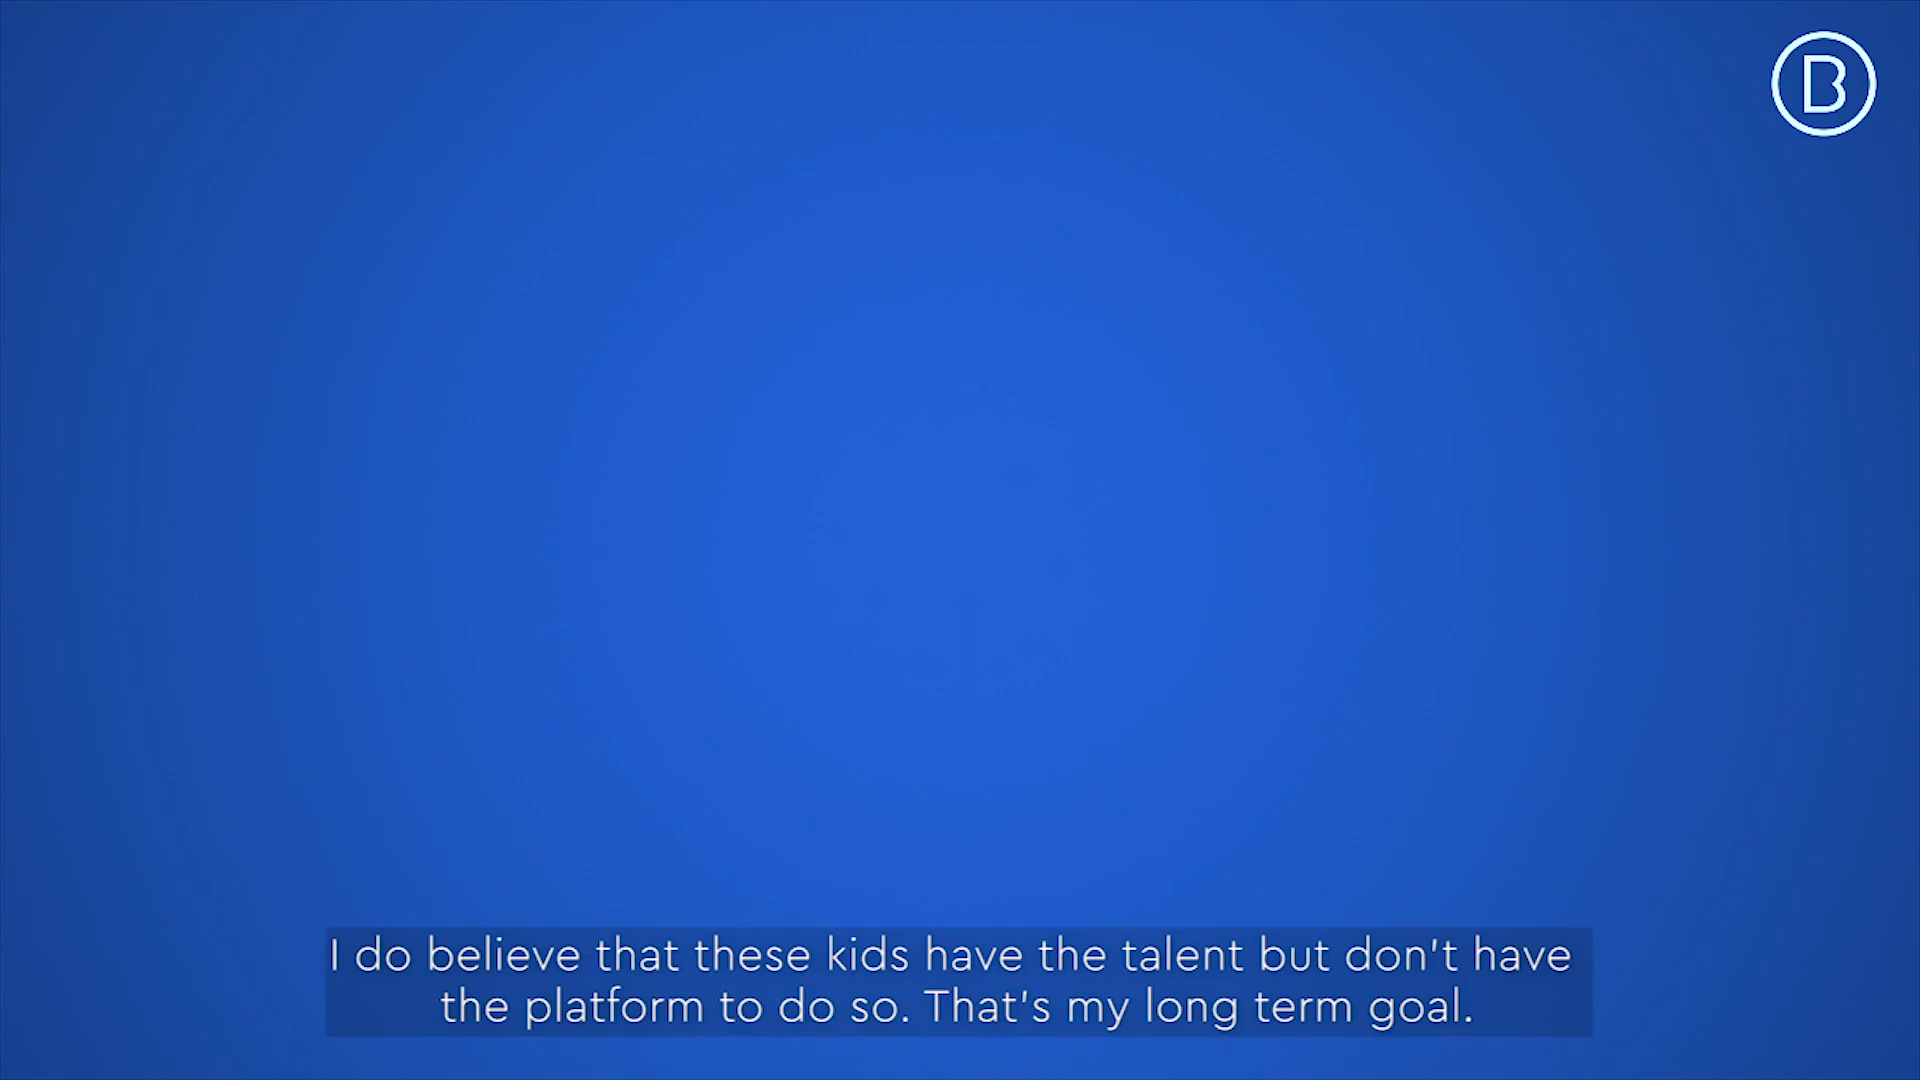 B
I do believe that these kids have the talent but don't have
the platform to do so. That's my long term goal.